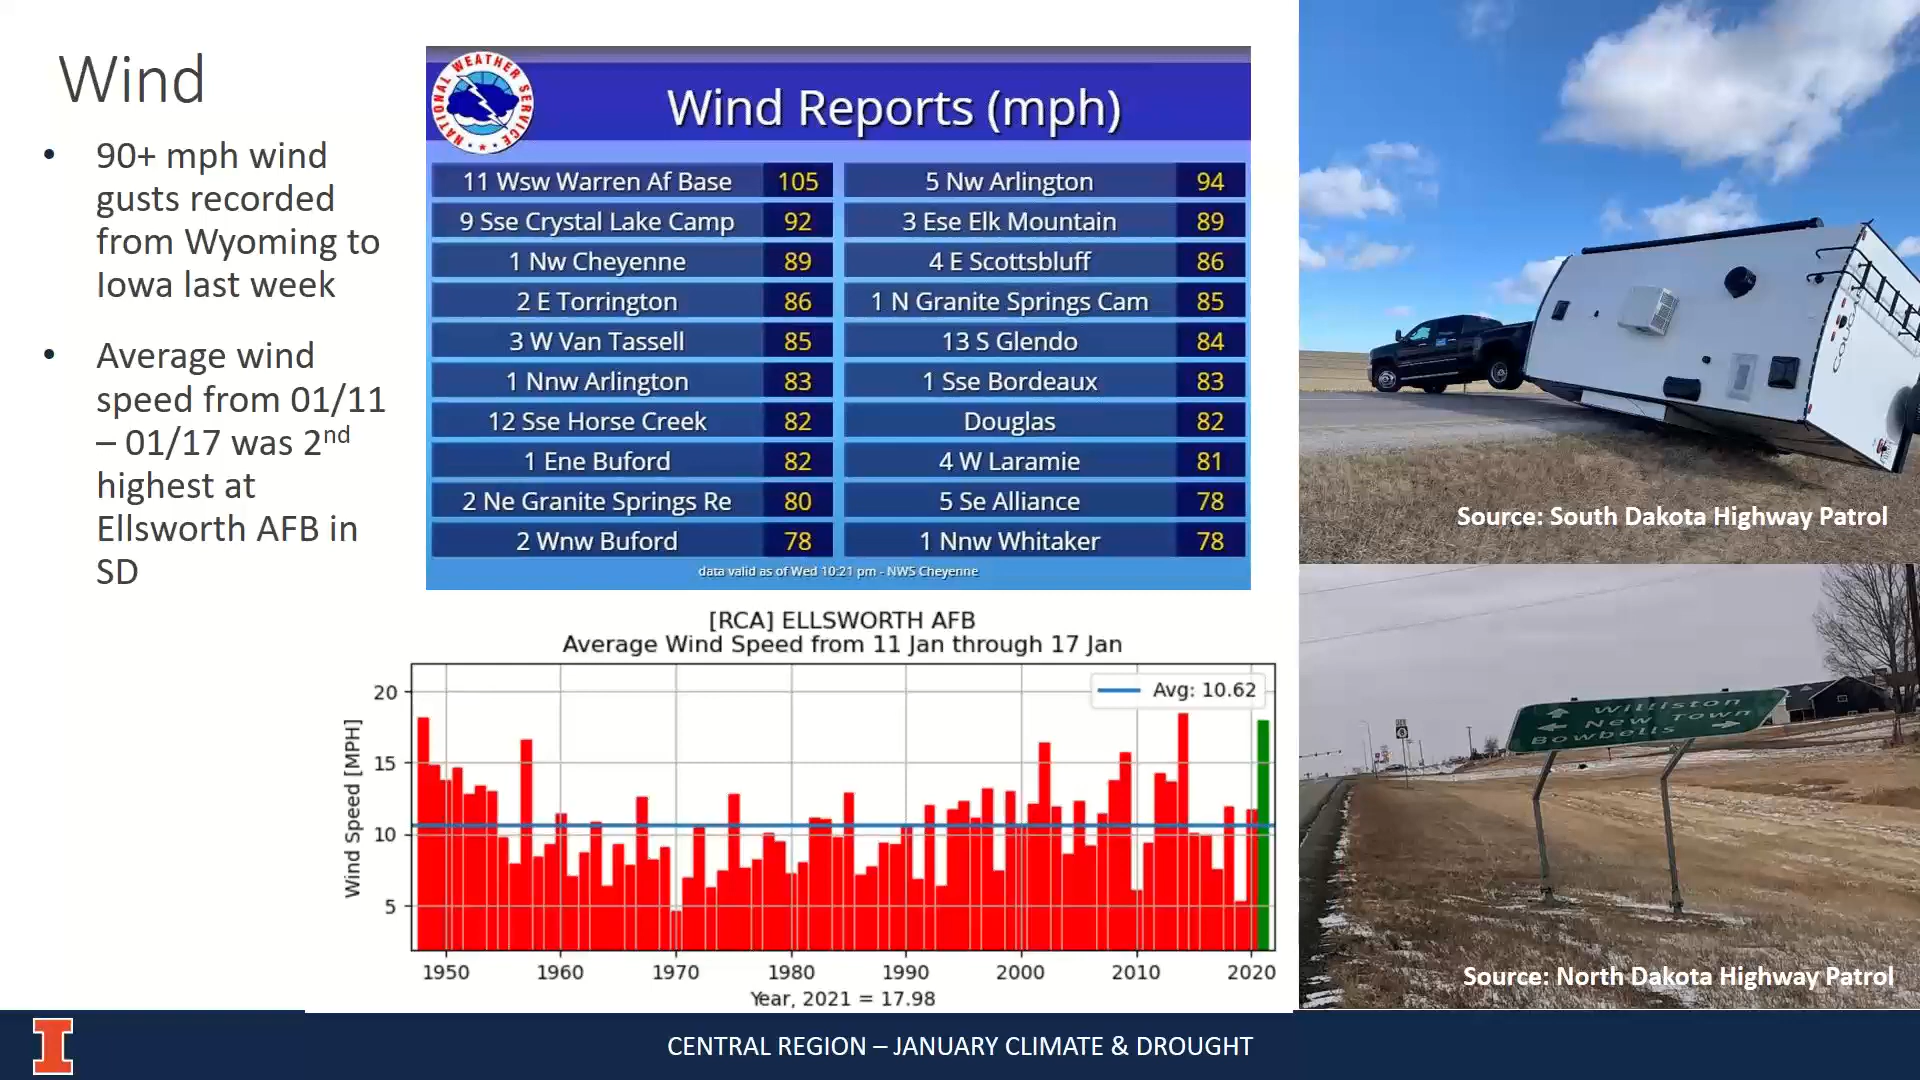 Wind
• 90+ mph wind
gusts recorded
from Wyoming to
Iowa last week
• Average wind
speed from 01/11
– 01/17 was 2nd
highest at
Ellsworth AFB in
SD
NATIONAL WEATHER SERVICE
Wind Reports (mph)
11 Wsw Warren Af Base 105 5 Nw Arlington 94
9 Sse Crystal Lake Camp 92 3 Ese Elk Mountain 89
1 Nw Cheyenne 89 4 E Scottsbluff 86
2 E Torrington 86 1 N Granite Springs Cam 85
3 W Van Tassell 85 13 S Glendo 84
1 Nnw Arlington 83 1 Sse Bordeaux 83
12 Sse Horse Creek 82 Douglas 82
1 Ene Buford 82 4 W Laramie 81
2 Ne Granite Springs Re 80 5 Se Alliance 78
2 Wnw Buford 78 1 Nnw Whitaker 78
data valid as of Wed 10:21 pm - NWS Cheyenne
[RCA] ELLSWORTH AFB
Average Wind Speed from 11 Jan through 17 Jan
Avg: 10.62
Wind Speed [MPH]
20
15
10
5
1950 1960 1970 1980 1990 2000 2010 2020
Year, 2021 = 17.98
Source: South Dakota Highway Patrol
Williston
New Town
Bowbells
Source: North Dakota Highway Patrol
I
CENTRAL REGION – JANUARY CLIMATE & DROUGHT